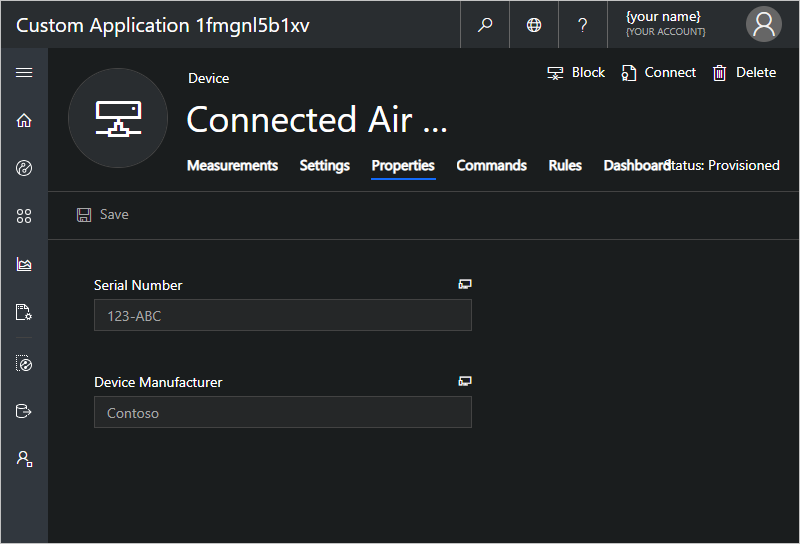 Custom Application 1fmgnl5b1xv
?
{your name}
{YOUR ACCOUNT}
Device
Block
Connect
Delete
Connected Air ...
Measurements Settings Properties Commands Rules Dashboard Status: Provisioned
Save
Serial Number
123-ABC
Device Manufacturer
Contoso